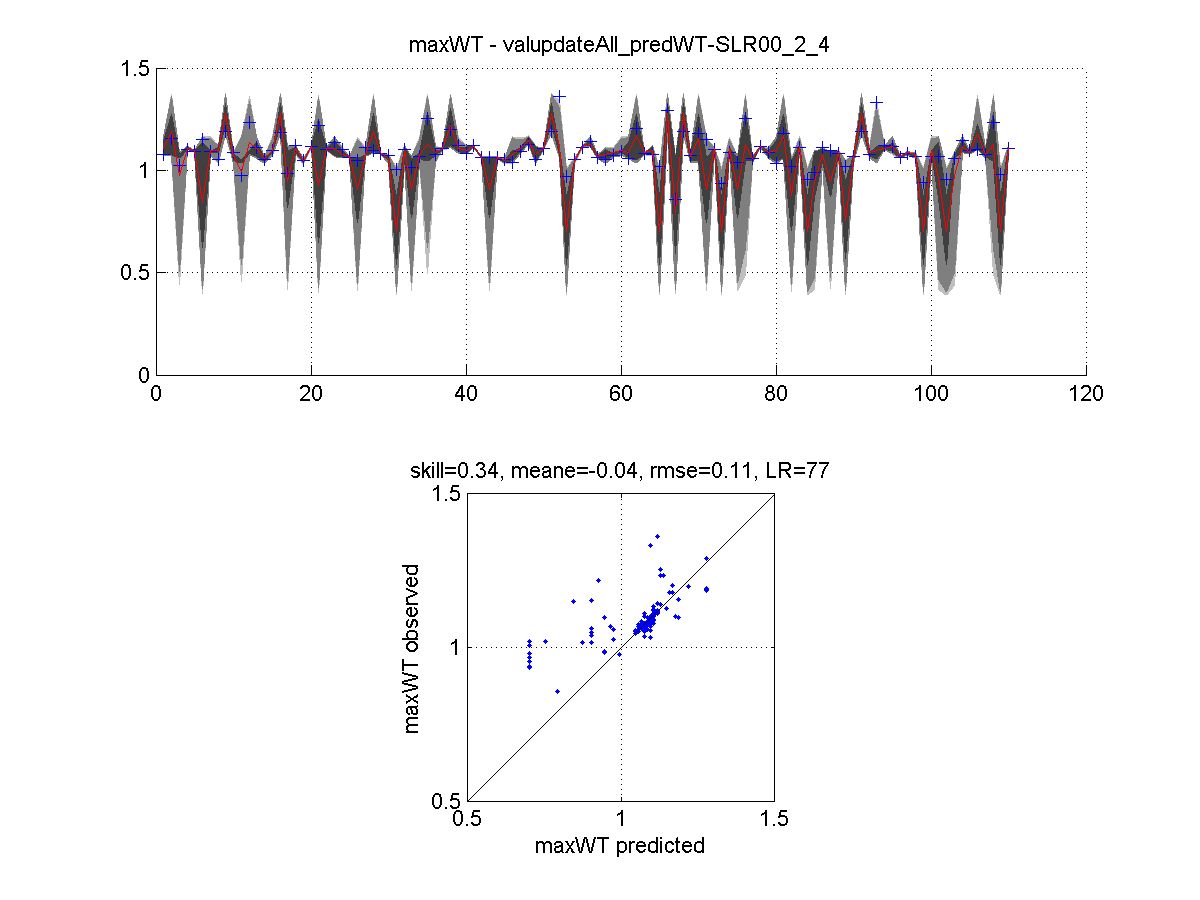 maxWT - valupdateAll_predWT-SLR00_2_4
1.5
1
0.5
0
0 20 40 60 80 100 120
skill=0.34, meane=-0.04, rmse=0.11, LR=77
1.5
maxWT observed
1
0.5
0.5 1 1.5
maxWT predicted